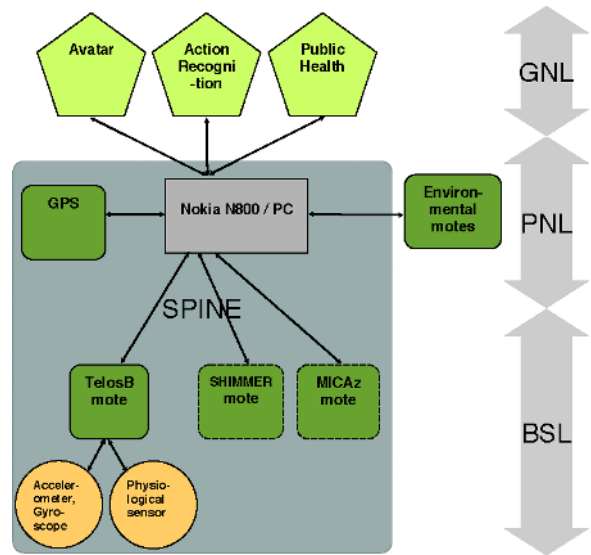 Avatar
Action
Recogni
-tion
Public
Health
GNL
GPS
Nokia N800 / PC
Environ-
mental
motes
PNL
SPINE
TelosB
mote
SHIMMER
mote
MICAz
mote
BSL
Acceler-
ometer,
Gyro-
scope
Physio-
logical
sensor